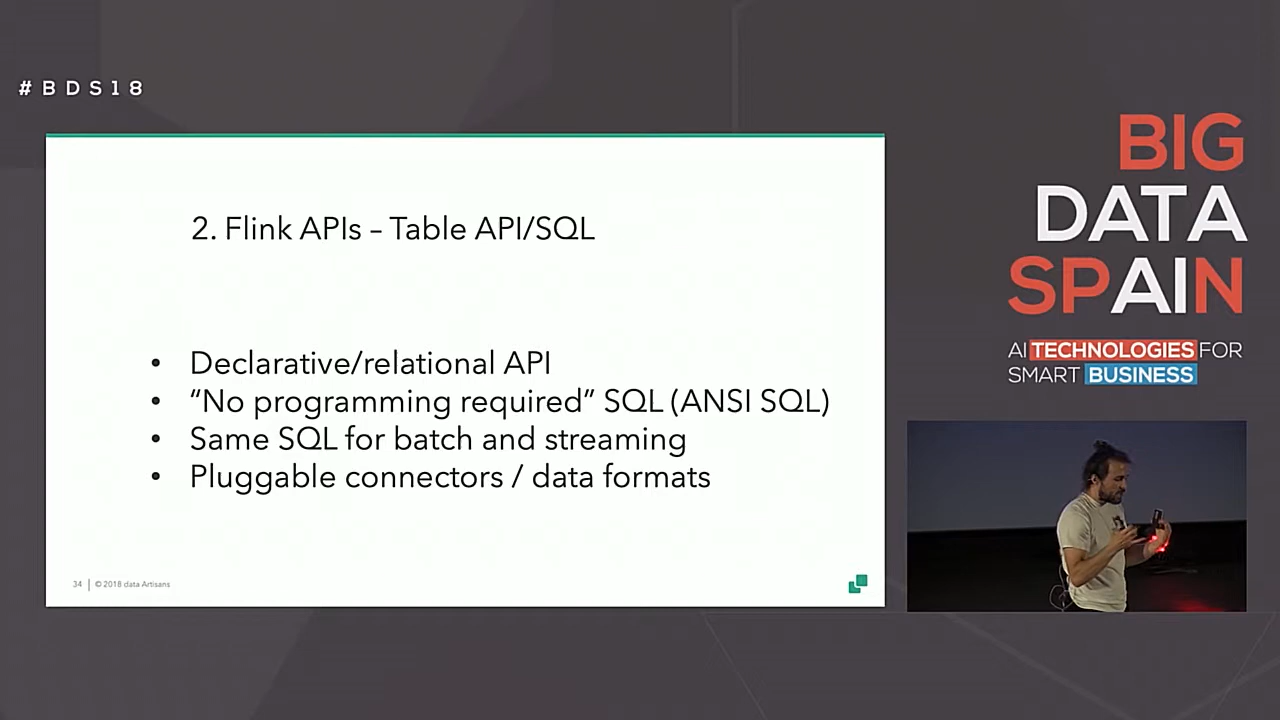 #BDS18
2. Flink APIs – Table API/SQL
• Declarative/relational API
• “No programming required” SQL (ANSI SQL)
• Same SQL for batch and streaming
• Pluggable connectors / data formats
34 | © 2018 data Artisans
BIG
DATA
SPAIN
AI TECHNOLOGIES FOR
SMART BUSINESS